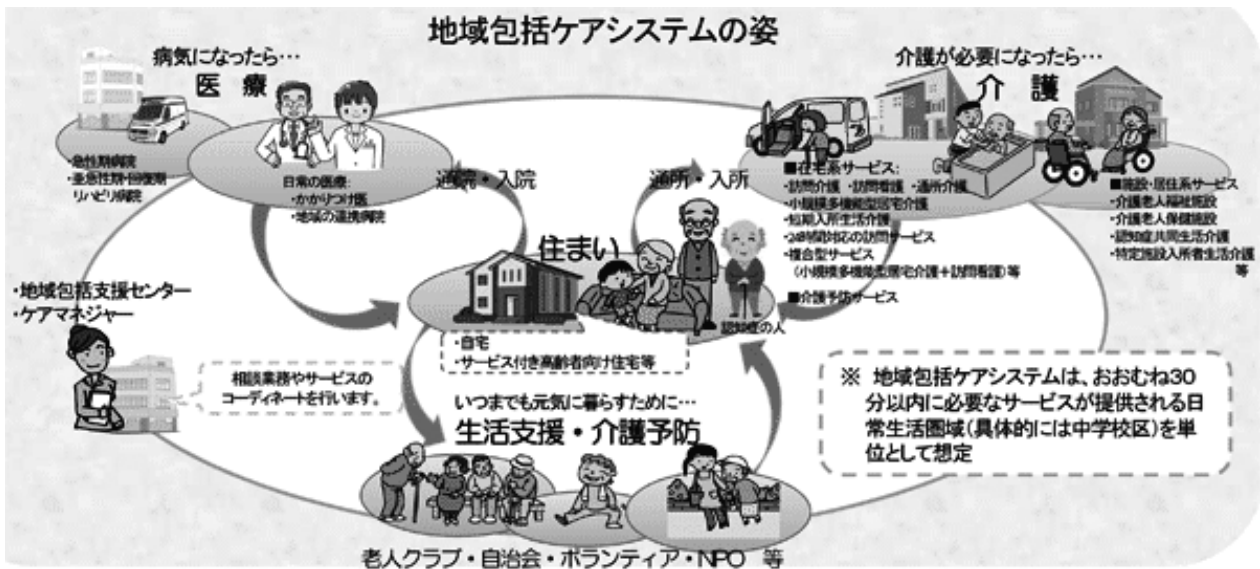 地域包括ケアシステムの姿
病気になったら…
医 療
・急性期病院
・亜急性期・回復期
リハビリ病院
日常の医療:
・かかりつけ医
・地域の連携病院
通院・入院
通所・入所
介護が必要になったら…
介 護
■在宅系サービス:
・訪問介護 ・訪問看護 ・通所介護
・小規模多機能型居宅介護
・短期入所生活介護
・24時間対応の訪問サービス
・複合型サービス
(小規模多機能型居宅介護+訪問看護)等
■介護予防サービス
■施設・居住系サービス
・介護老人福祉施設
・介護老人保健施設
・認知症共同生活介護
・特定施設入所者生活介護
等
住まい
認知症の人
・自宅
・サービス付き高齢者向け住宅等
・地域包括支援センター
・ケアマネジャー
相談業務やサービスの
コーディネートを行います。
いつまでも元気に暮らすために…
生活支援・介護予防
老人クラブ・自治会・ボランティア・NPO 等
※ 地域包括ケアシステムは、おおむね30
分以内に必要なサービスが提供される日
常生活圏域(具体的には中学校区)を単
位として想定